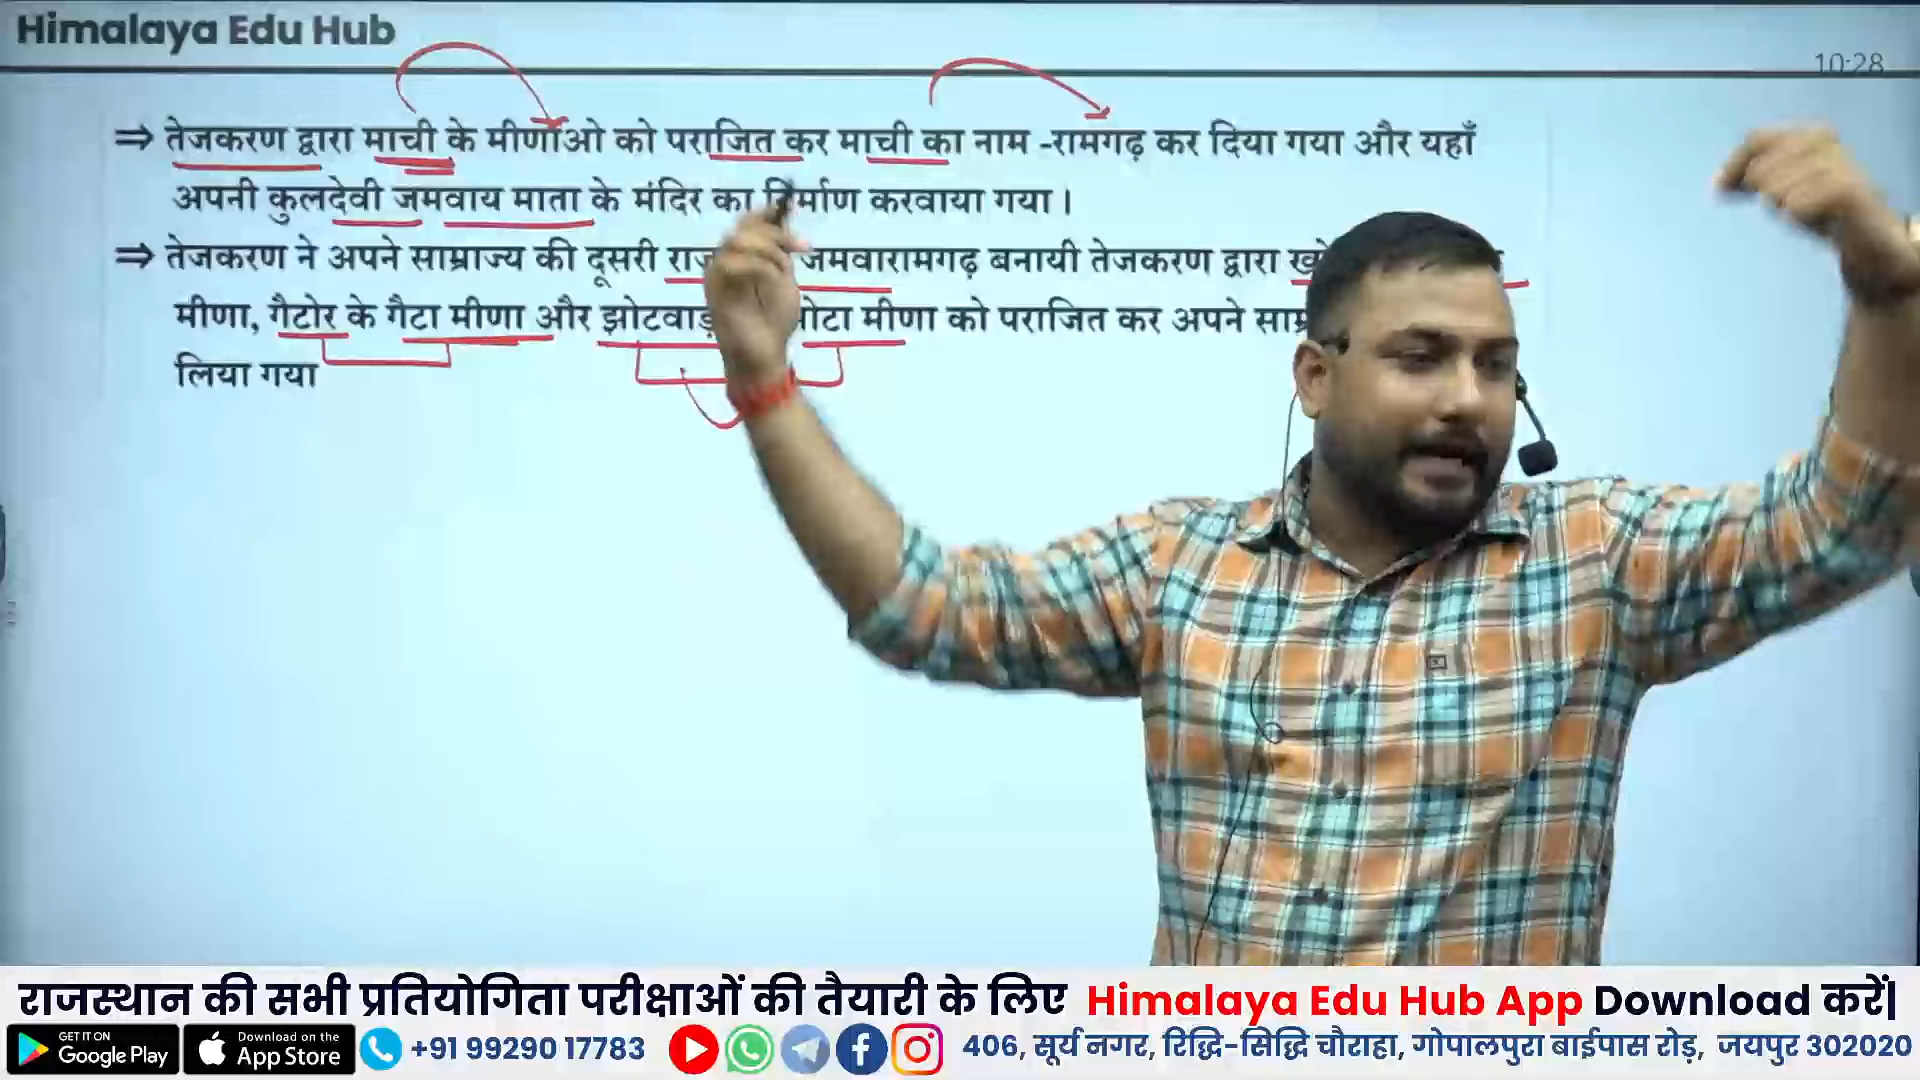 Himalaya Edu Hub
10:28
⇒ तेजकरण द्वारा माची के मीणाओ को पराजित कर माची का नाम -रामगढ़ कर दिया गया और यहाँ
अपनी कुलदेवी जमवाय माता के मंदिर का निर्माण करवाया गया ।
⇒ तेजकरण ने अपने साम्राज्य की दूसरी जमवारामगढ़ बनायी तेजकरण द्वारा
मीणा, गैटोर के गैटा मीणा और मीणा को पराजित कर अपने
लिया गया
राजस्थान की सभी प्रतियोगिता परीक्षाओं की तैयारी के लिए Himalaya Edu Hub App Download करें|
GET IT ON
Google Play
Download on the
App Store
+91 99290 17783
406, सूर्य नगर, रिद्धि-सिद्धि चौराहा, गोपालपुरा बाईपास रोड़, जयपुर 302020